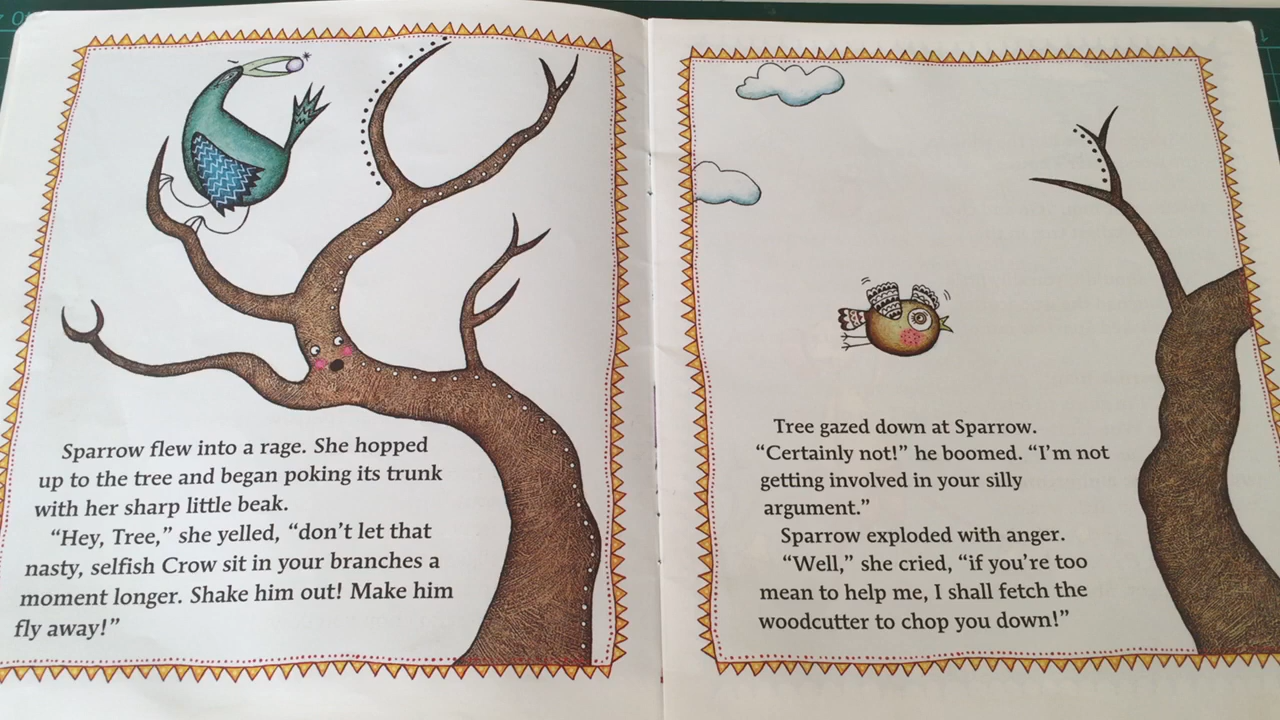 Sparrow flew into a rage. She hopped
up to the tree and began poking its trunk
with her sharp little beak.
“Hey, Tree,” she yelled, “don’t let that
nasty, selfish Crow sit in your branches a
moment longer. Shake him out! Make him
fly away!”
Tree gazed down at Sparrow.
“Certainly not!” he boomed. “I’m not
getting involved in your silly
argument.”
Sparrow exploded with anger.
“Well,” she cried, “if you’re too
mean to help me, I shall fetch the
woodcutter to chop you down!”